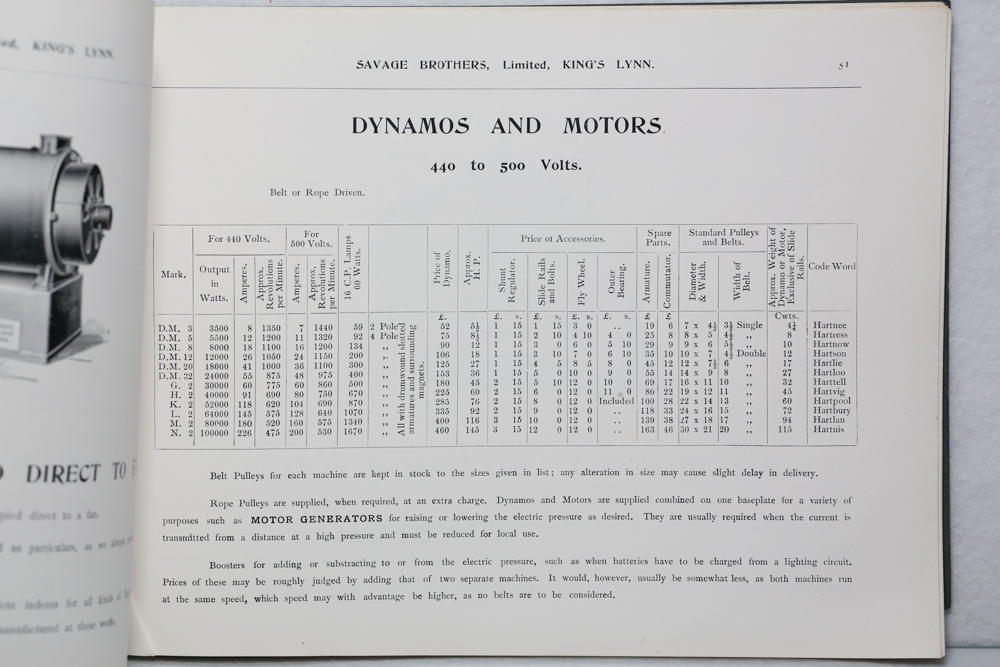 ed, KING'S LYNN.
DIRECT TO
plied direct to a fan.
particulars, as we
indents for all kinds of
manufactured at these works
SAVAGE BROTHERS, Limited, KING'S LYNN.
51
DYNAMOS AND MOTORS.
440 to 500 Volts.
Belt or Rope Driven.
Mark. For 440 Volts. For 500 Volts. 16 C.P. Lamps 60 Watts. Price of Dynamo. Approx. H. P. Price of Accessories. Spare Parts. Standard Pulleys and Belts. Approx. Weight of Dynamo or Motor, Exclusive of Slide Rails. Code Word
Output in Watts. Amperes. Approx. Revolutions per Minute. Amperes. Approx. Revolutions per Minute. Shunt Regulator. Slide Rails and Bolts. Fly Wheel. Outer Bearing. Armature. Commutator. Diameter & Width. Width of Belt.
£. £. s. £. s. £. s. £. s. £ £ Cwts.
All with drumwound slotted armatures and surrounding magnets.
D.M. 3 3500 8 1350 7 1440 59 2 Pole 52 5½ 1 15 1 15 3 0 .. 19 6 7 x 4½ 3½ Single 4¼ Hartnee
D.M. 5 5500 12 1200 11 1320 92 4 Pole 75 8½ 1 15 2 10 4 10 4 0 25 8 8 x 5 4½ ,, 8 Hartress
D.M. 8 8000 18 1100 16 1200 134 ,, 90 12 1 15 3 0 6 0 5 10 29 9 9 x 6 5½ ,, 10 Hartnow
D.M. 12 12000 26 1050 24 1150 200 ,, 106 18 1 15 3 10 7 0 6 10 35 10 10 x 7 4½ Double 12 Hartson
D.M. 20 18000 41 1000 36 1100 300 ,, 125 27 1 15 4 5 8 5 8 0 45 12 12 x 7½ 6 ,, 17 Hartlie
D.M. 32 24000 55 875 48 975 400 ,, 153 36 1 15 5 0 10 0 9 0 55 14 14 x 9 8 ,, 27 Hartloo
G. 2 30000 60 775 60 860 500 ,, 180 45 2 15 5 10 12 0 10 0 69 17 16 x 11 10 ,, 32 Harttell
H. 2 40000 91 690 80 750 670 ,, 225 60 2 15 6 0 12 0 11 0 86 22 19 x 12 11 ,, 45 Hartvig
K. 2 52000 118 620 104 690 870 ,, 285 76 2 15 8 0 12 0 Included 100 28 22 x 14 13 ,, 60 Hartpool
L. 2 64000 145 575 128 640 1070 ,, 335 92 2 15 9 0 12 0 .. 118 33 24 x 16 15 ,, 72 Hartbury
M. 2 80000 180 520 160 575 1340 ,, 400 116 3 15 10 0 12 0 .. 139 38 27 x 18 17 ,, 94 Hartlan
N. 2 100000 226 475 200 530 1670 ,, 460 145 3 15 12 0 12 0 .. 163 46 30 x 21 20 ,, 115 Hartuis
Belt Pulleys for each machine are kept in stock to the sizes given in list; any alteration in size may cause slight delay in delivery.
Rope Pulleys are supplied, when required, at an extra charge. Dynamos and Motors are supplied combined on one baseplate for a variety of
purposes such as MOTOR GENERATORS for raising or lowering the electric pressure as desired. They are usually required when the current is
transmitted from a distance at a high pressure and must be reduced for local use.
Boosters for adding or substracting to or from the electric pressure, such as when batteries have to be charged from a lighting circuit.
Prices of these may be roughly judged by adding that of two separate machines. It would, however, usually be somewhat less, as both machines run
at the same speed, which speed may with advantage be higher, as no belts are to be considered.